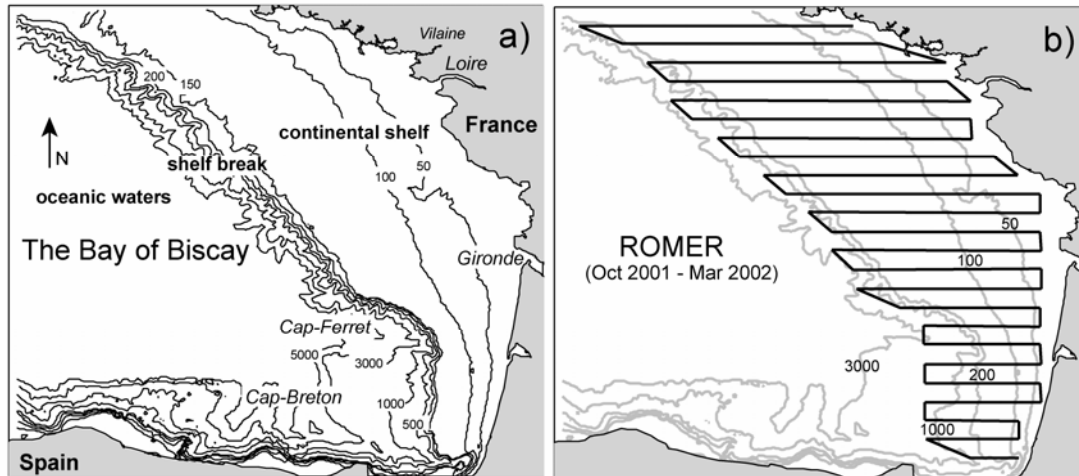 a)
Vilaine
Loire
200
150
continental shelf
France
N
shelf break
50
100
oceanic waters
The Bay of Biscay
Gironde
Cap-Ferret
5000
3000
Cap-Breton
1000
500
Spain
b)
50
ROMER
100
(Oct 2001 - Mar 2002)
3000
200
1000